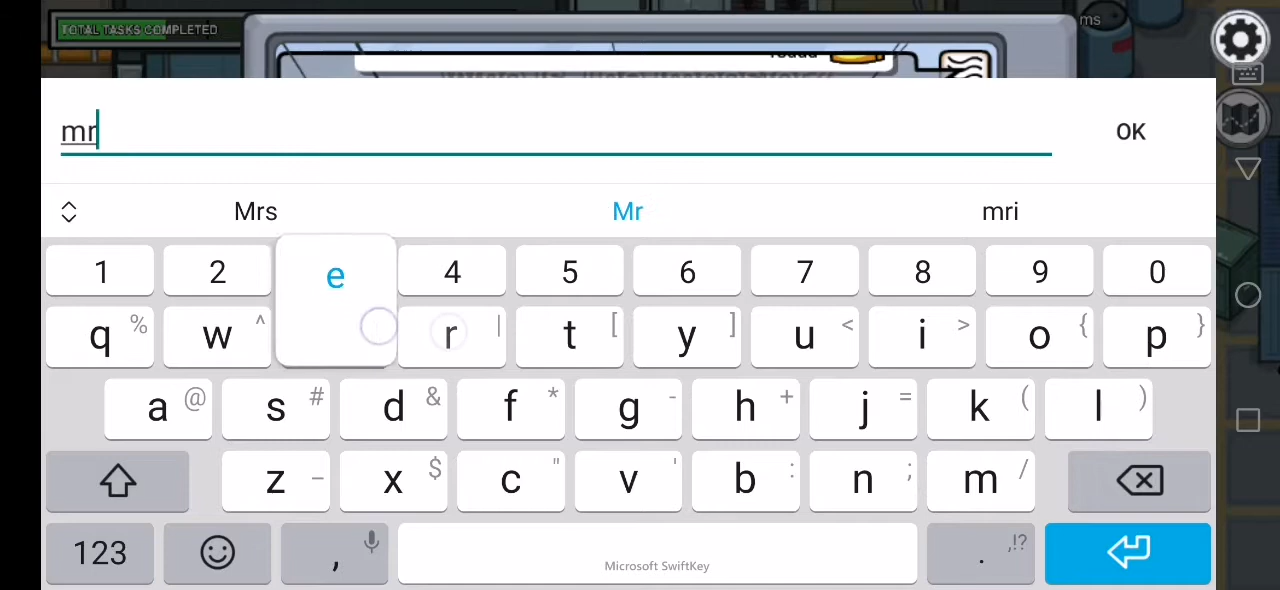 TOTAL TASKS COMPLETED
ms
mr
OK
Mrs Mr mri
1 2 e 4 5 6 7 8 9 0
q % w ^ r | t [ y ] u < i > o { p }
a @ s # d & f * g - h + j = k ( l )
z _ x $ c " v ' b : n ; m /
123 , Microsoft SwiftKey . ,!?